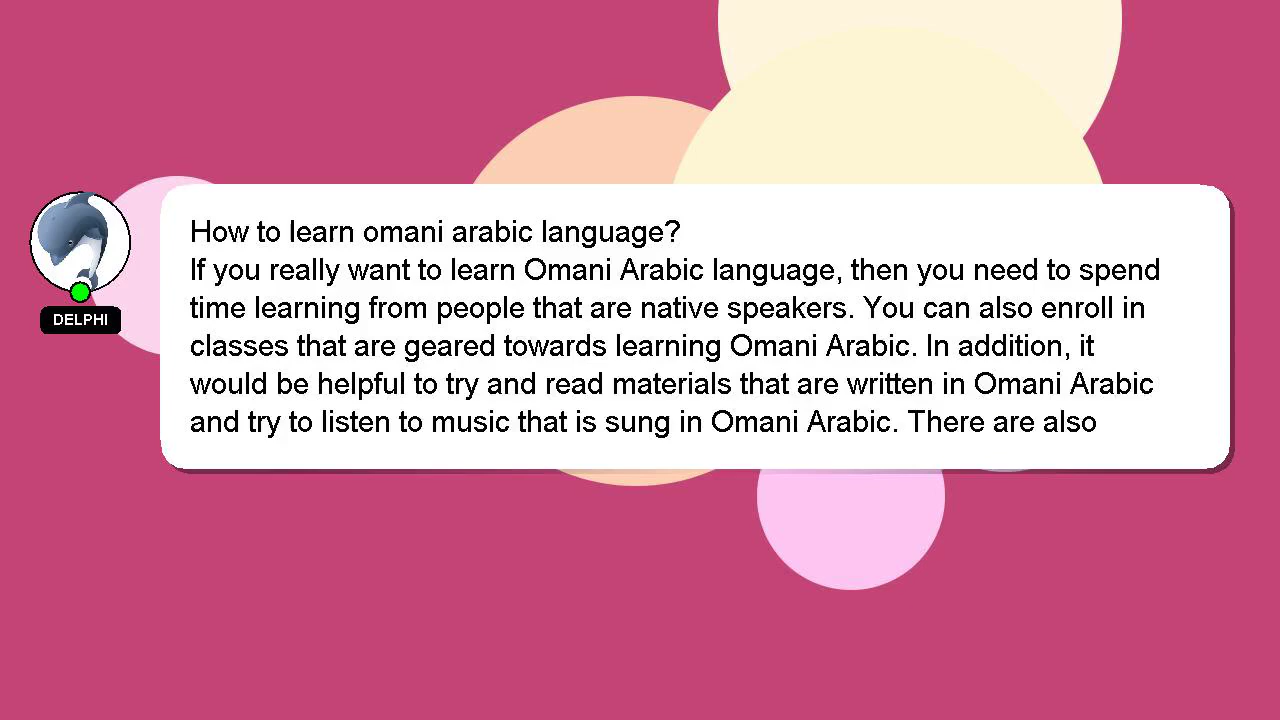 DELPHI
How to learn omani arabic language?
If you really want to learn Omani Arabic language, then you need to spend
time learning from people that are native speakers. You can also enroll in
classes that are geared towards learning Omani Arabic. In addition, it
would be helpful to try and read materials that are written in Omani Arabic
and try to listen to music that is sung in Omani Arabic. There are also